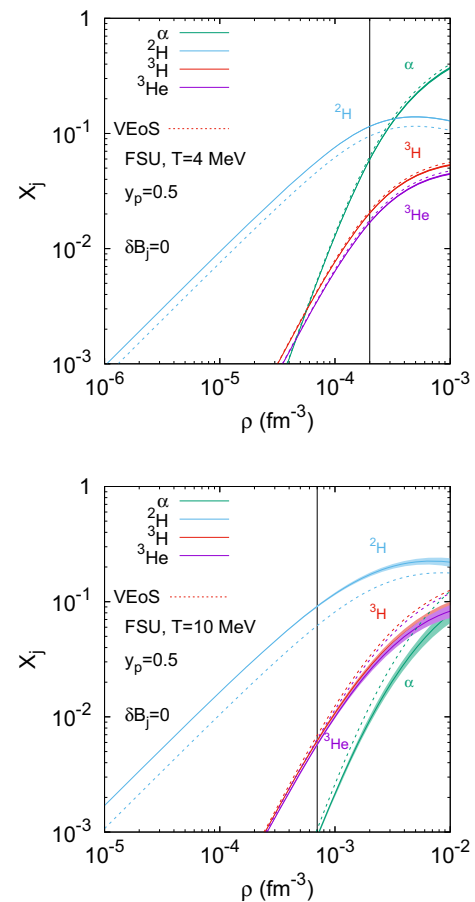 1
10⁻¹
10⁻²
10⁻³
Xⱼ
α
²H
³H
³He
VEoS
FSU, T=4 MeV
yₚ=0.5
δBⱼ=0
α
²H
³H
³He
10⁻⁶ 10⁻⁵ 10⁻⁴ 10⁻³
ρ (fm⁻³)
1
10⁻¹
10⁻²
10⁻³
Xⱼ
α
²H
³H
³He
VEoS
FSU, T=10 MeV
yₚ=0.5
δBⱼ=0
²H
³H
α
³He
10⁻⁵ 10⁻⁴ 10⁻³ 10⁻²
ρ (fm⁻³)